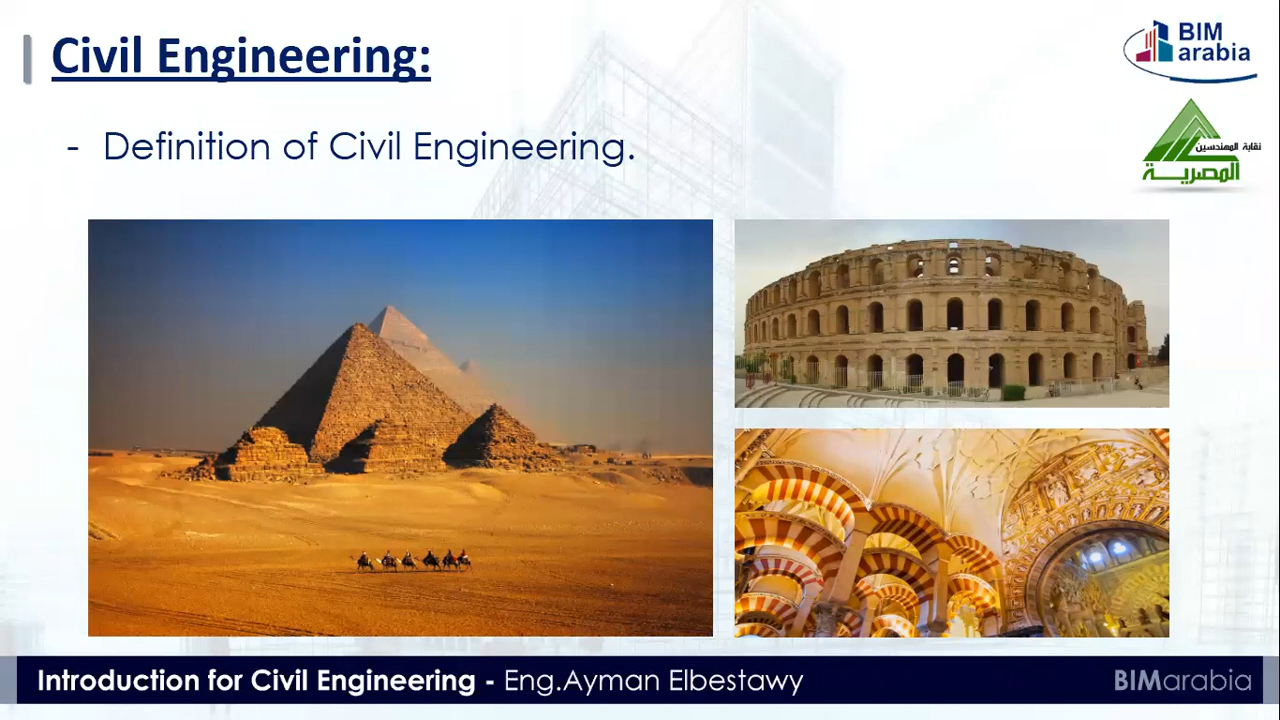 Civil Engineering:
BIM
arabia
- Definition of Civil Engineering.
نقابة المهندسين
المصرية
Introduction for Civil Engineering - Eng.Ayman Elbestawy
BIMarabia